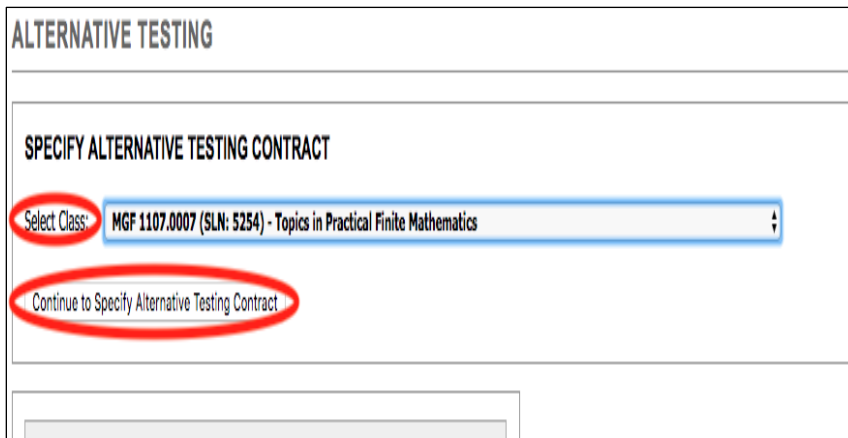 ALTERNATIVE TESTING
SPECIFY ALTERNATIVE TESTING CONTRACT
Select Class: MGF 1107.0007 (SLN: 5254) - Topics in Practical Finite Mathematics
Continue to Specify Alternative Testing Contract